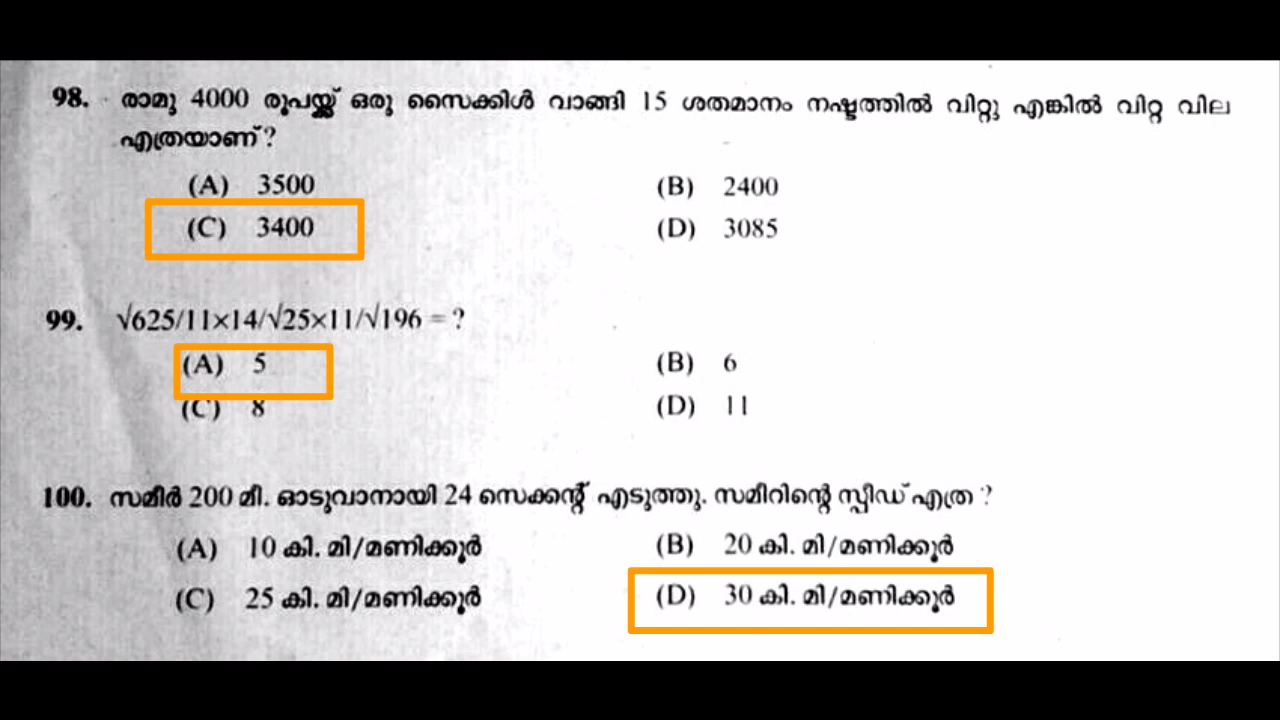 98. രാമു 4000 രൂപയ്ക്ക് ഒരു സൈക്കിൾ വാങ്ങി 15 ശതമാനം നഷ്ടത്തിൽ വിറ്റു എങ്കിൽ വിറ്റ വില
എത്രയാണ് ?
(A) 3500 (B) 2400
(C) 3400 (D) 3085
99. √625/11×14/√25×11/√196 = ?
(A) 5 (B) 6
(C) 8 (D) 11
100. സമീർ 200 മീ. ഓടുവാനായി 24 സെക്കന്റ് എടുത്തു. സമീറിന്റെ സ്പീഡ് എത്ര ?
(A) 10 കി. മി/മണിക്കൂർ (B) 20 കി. മി/മണിക്കൂർ
(C) 25 കി. മി/മണിക്കൂർ (D) 30 കി. മി/മണിക്കൂർ